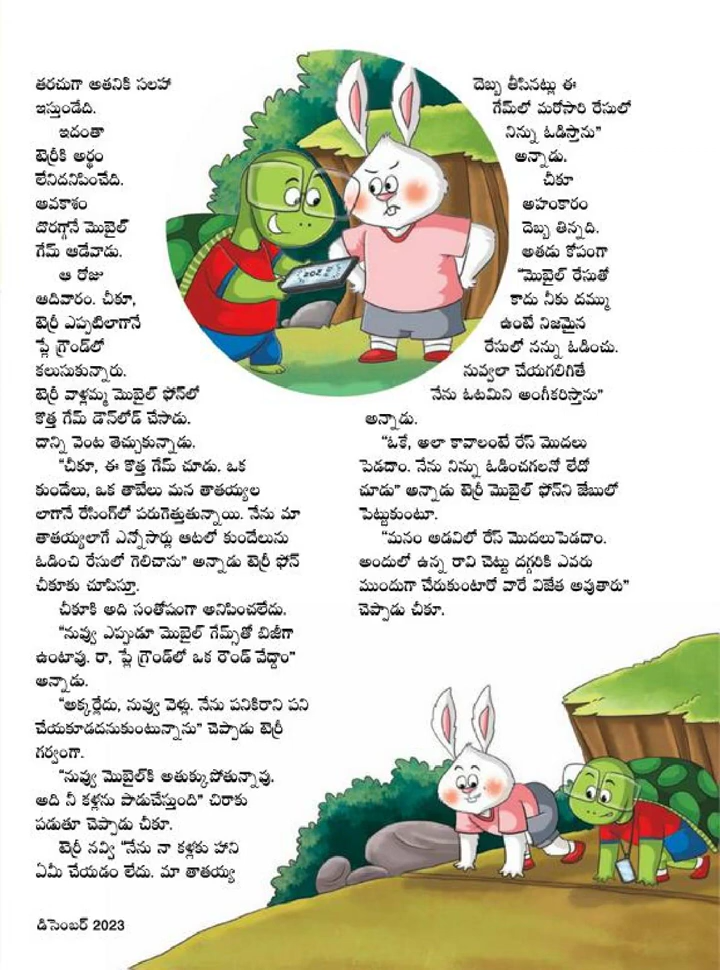 తరచుగా అతనికి సలహా
ఇస్తుండేది.
ఇదంతా
టెర్రీకి అర్థం
లేనిదనిపించేది.
అవకాశం
దొరగ్గానే మొబైల్
గేమ్ ఆడేవాడు.
ఆ రోజు
ఆదివారం. చీకూ,
టెర్రీ ఎప్పటిలాగానే
ప్లే గ్రౌండ్‌లో
కలుసుకున్నారు.
టెర్రీ వాళ్లమ్మ మొబైల్ ఫోన్‌లో
కొత్త గేమ్ డౌన్‌లోడ్ చేసాడు.
దాన్ని వెంట తెచ్చుకున్నాడు.
"చీకూ, ఈ కొత్త గేమ్ చూడు. ఒక
కుందేలు, ఒక తాబేలు మన తాతయ్యల
లాగానే రేసింగ్‌లో పరుగెత్తుతున్నాయి. నేను మా
తాతయ్యలాగే ఎన్నోసార్లు ఆటలో కుందేలును
ఓడించి రేసులో గెలిచాను" అన్నాడు టెర్రీ ఫోన్
చీకూకు చూపిస్తూ.
చీకూకి అది సంతోషంగా అనిపించలేదు.
"నువ్వు ఎప్పుడూ మొబైల్ గేమ్స్‌తో బిజీగా
ఉంటావు. రా, ప్లే గ్రౌండ్‌లో ఒక రౌండ్ వేద్దాం"
అన్నాడు.
"అక్కర్లేదు, నువ్వు వెళ్లు. నేను పనికిరాని పని
చేయకూడదనుకుంటున్నాను" చెప్పాడు టెర్రీ
గర్వంగా.
"నువ్వు మొబైల్‌కి అతుక్కుపోతున్నావు.
అది నీ కళ్లను పాడుచేస్తుంది" చిరాకు
పడుతూ చెప్పాడు చీకూ.
టెర్రీ నవ్వి "నేను నా కళ్లకు హాని
ఏమీ చేయడం లేదు. మా తాతయ్య
దెబ్బ తీసినట్లు ఈ
గేమ్‌లో మరోసారి రేసులో
నిన్ను ఓడిస్తాను"
అన్నాడు.
చీకూ
అహంకారం
దెబ్బ తిన్నది.
అతడు కోపంగా
"మొబైల్ రేసుతో
కాదు నీకు దమ్ము
ఉంటే నిజమైన
రేసులో నన్ను ఓడించు.
నువ్వలా చేయగలిగితే
నేను ఓటమిని అంగీకరిస్తాను"
అన్నాడు.
"ఓకే, అలా కావాలంటే రేస్ మొదలు
పెడదాం. నేను నిన్ను ఓడించగలనో లేదో
చూడు" అన్నాడు టెర్రీ మొబైల్ ఫోన్‌ని జేబులో
పెట్టుకుంటూ.
"మనం అడవిలో రేస్ మొదలుపెడదాం.
అందులో ఉన్న రావి చెట్టు దగ్గరికి ఎవరు
ముందుగా చేరుకుంటారో వారే విజేత అవుతారు"
చెప్పాడు చీకూ.
డిసెంబర్ 2023